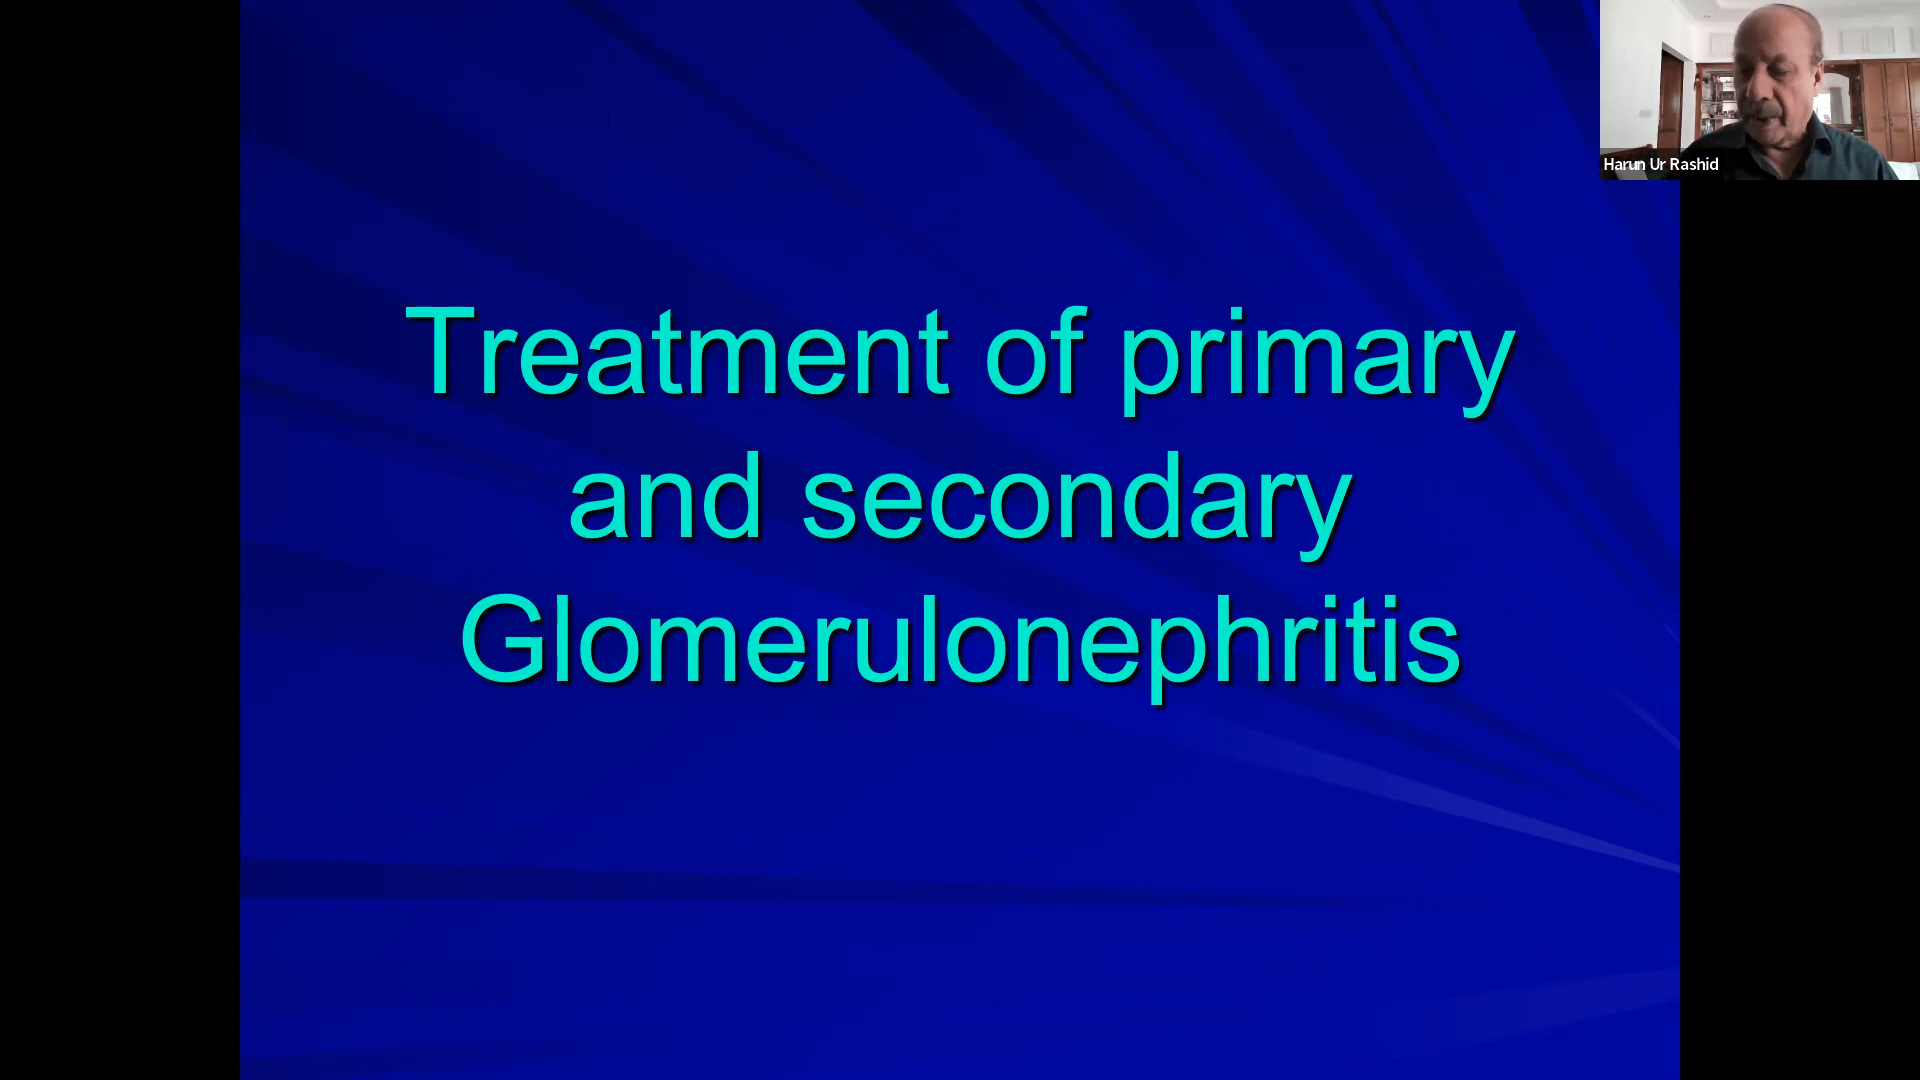 Treatment of primary
and secondary
Glomerulonephritis
Harun Ur Rashid